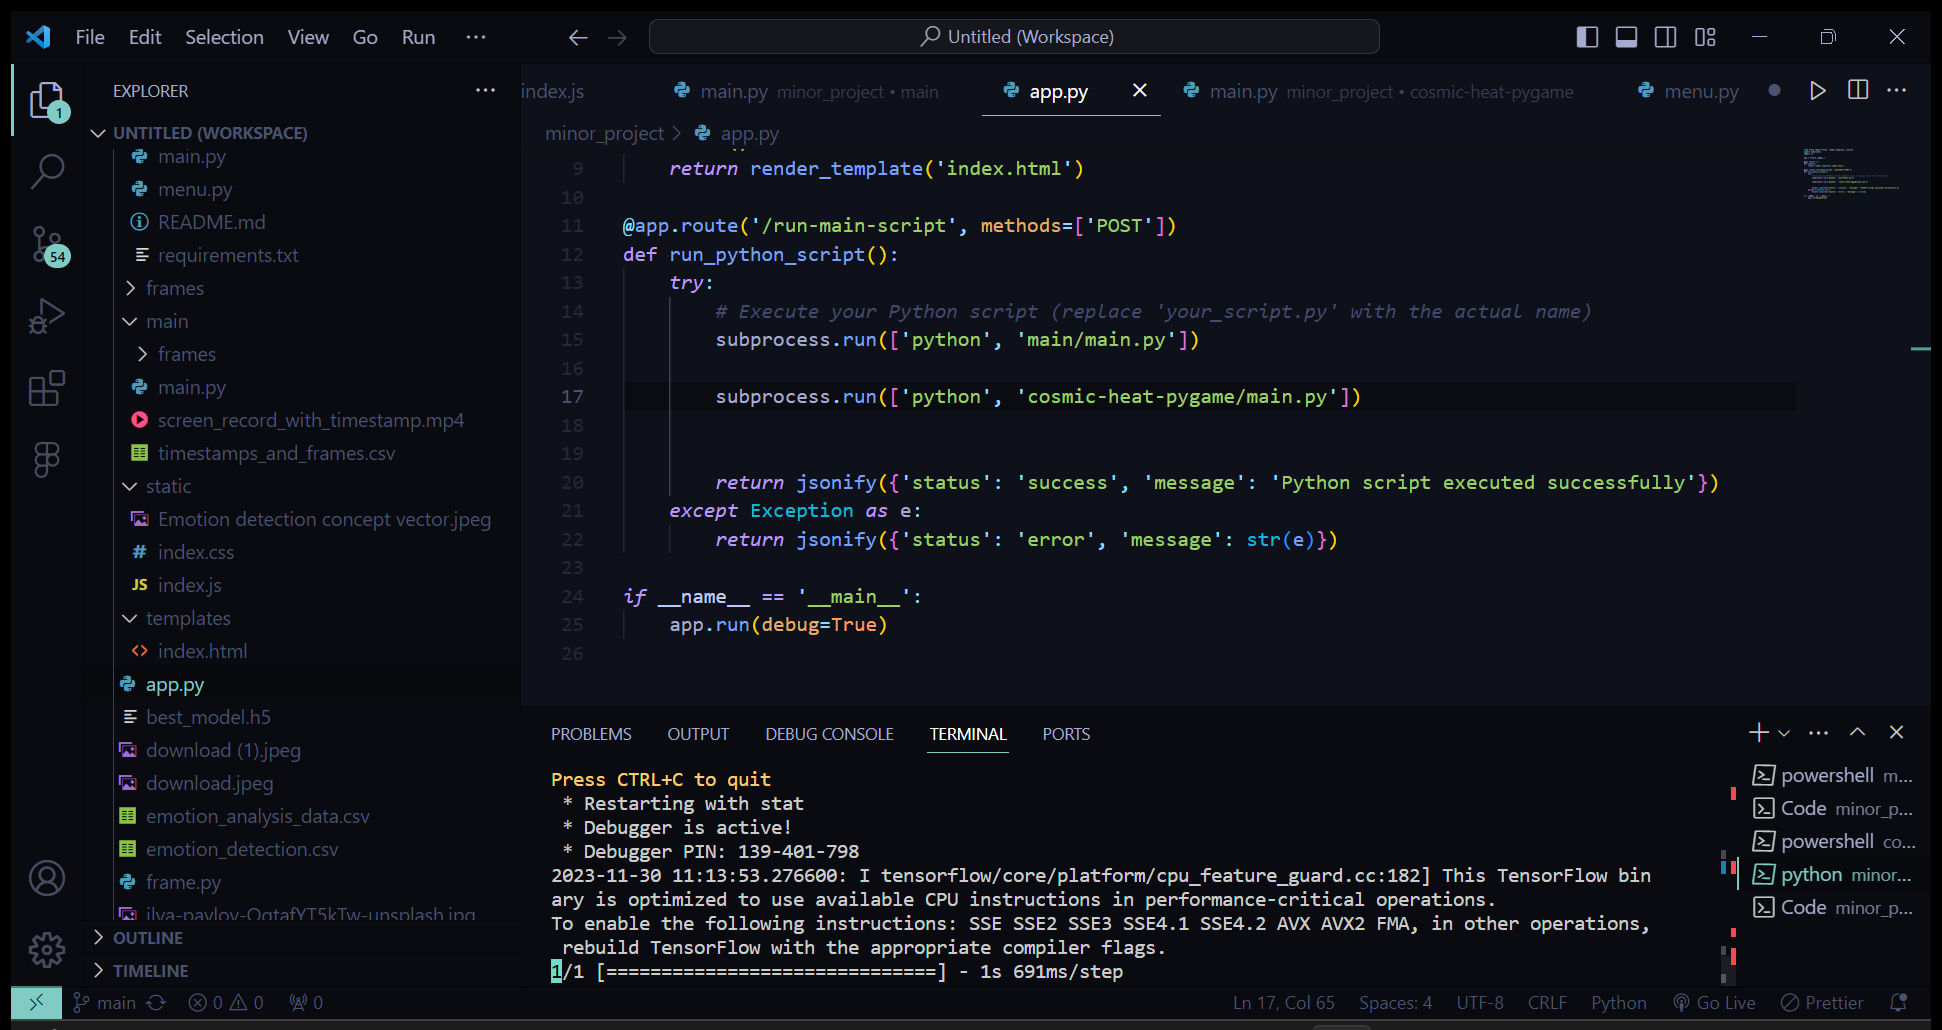 File Edit Selection View Go Run ···
Untitled (Workspace)
EXPLORER
1
54
UNTITLED (WORKSPACE)
main.py
menu.py
README.md
requirements.txt
frames
main
frames
main.py
screen_record_with_timestamp.mp4
timestamps_and_frames.csv
static
Emotion detection concept vector.jpeg
# index.css
JS index.js
templates
<> index.html
app.py
best_model.h5
download (1).jpeg
download.jpeg
emotion_analysis_data.csv
emotion_detection.csv
frame.py
OUTLINE
TIMELINE
index.js
main.py minor_project • main
app.py
main.py minor_project • cosmic-heat-pygame
menu.py
minor_project > app.py
9 return render_template('index.html')
10
11 @app.route('/run-main-script', methods=['POST'])
12 def run_python_script():
13 try:
14 # Execute your Python script (replace 'your_script.py' with the actual name)
15 subprocess.run(['python', 'main/main.py'])
16
17 subprocess.run(['python', 'cosmic-heat-pygame/main.py'])
18
19
20 return jsonify({'status': 'success', 'message': 'Python script executed successfully'})
21 except Exception as e:
22 return jsonify({'status': 'error', 'message': str(e)})
23
24 if __name__ == '__main__':
25 app.run(debug=True)
26
PROBLEMS OUTPUT DEBUG CONSOLE TERMINAL PORTS
Press CTRL+C to quit
* Restarting with stat
* Debugger is active!
* Debugger PIN: 139-401-798
2023-11-30 11:13:53.276600: I tensorflow/core/platform/cpu_feature_guard.cc:182] This TensorFlow bin
ary is optimized to use available CPU instructions in performance-critical operations.
To enable the following instructions: SSE SSE2 SSE3 SSE4.1 SSE4.2 AVX AVX2 FMA, in other operations,
rebuild TensorFlow with the appropriate compiler flags.
1/1 [==============================] - 1s 691ms/step
powershell m...
Code minor_p...
powershell co...
python minor...
Code minor_p...
main 0 0 0
Ln 17, Col 65 Spaces: 4 UTF-8 CRLF Python Go Live Prettier